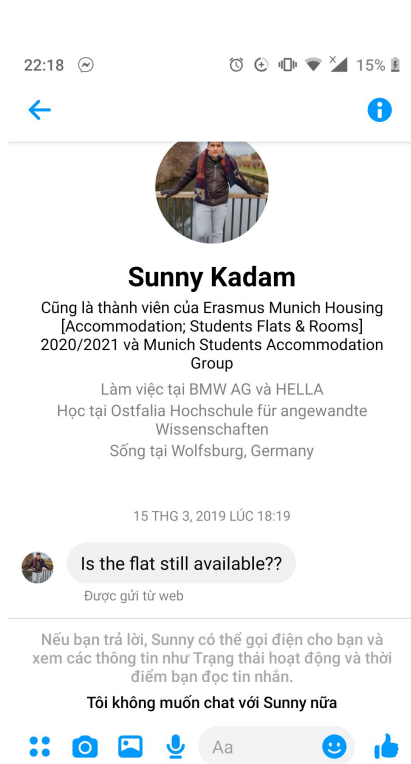 22:18
X
15%
Sunny Kadam
Cũng là thành viên của Erasmus Munich Housing
[Accommodation; Students Flats & Rooms]
2020/2021 và Munich Students Accommodation
Group
Làm việc tại BMW AG và HELLA
Học tại Ostfalia Hochschule für angewandte
Wissenschaften
Sống tại Wolfsburg, Germany
15 THG 3, 2019 LÚC 18:19
Is the flat still available??
Được gửi từ web
Nếu bạn trả lời, Sunny có thể gọi điện cho bạn và
xem các thông tin như Trạng thái hoạt động và thời
điểm bạn đọc tin nhắn.
Tôi không muốn chat với Sunny nữa
Aa